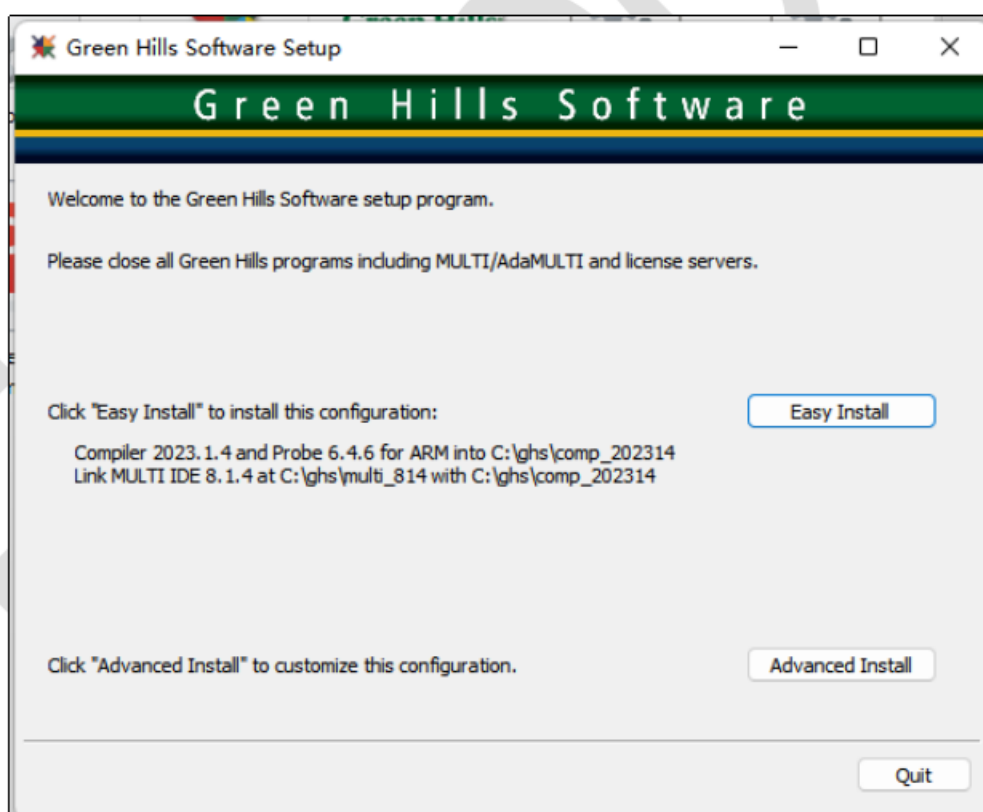 Green Hills Software Setup
Green Hills Software
Welcome to the Green Hills Software setup program.
Please close all Green Hills programs including MULTI/AdaMULTI and license servers.
Click "Easy Install" to install this configuration:
Easy Install
Compiler 2023.1.4 and Probe 6.4.6 for ARM into C:\ghs\comp_202314
Link MULTI IDE 8.1.4 at C:\ghs\multi_814 with C:\ghs\comp_202314
Click "Advanced Install" to customize this configuration.
Advanced Install
Quit